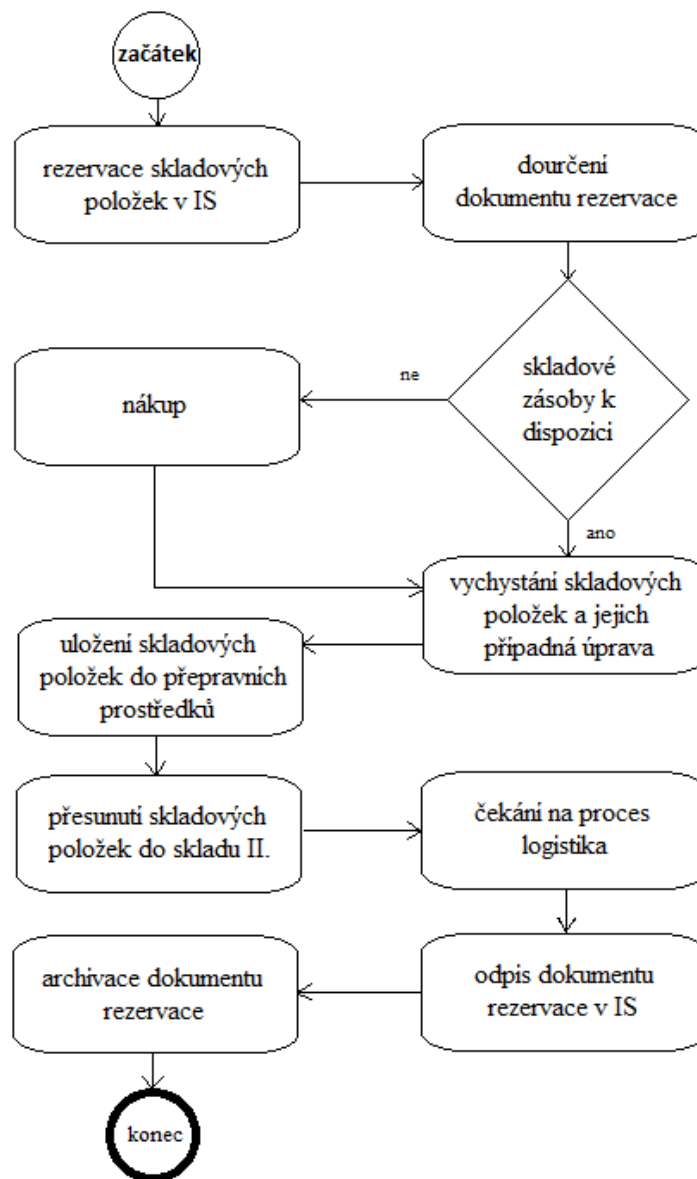 začátek
rezervace skladových
položek v IS
dourčení
dokumentu rezervace
skladové
zásoby k
dispozici
ne
nákup
ano
vychystání skladových
položek a jejich
případná úprava
uložení skladových
položek do přepravních
prostředků
přesunutí skladových
položek do skladu II.
čekání na proces
logistika
odpis dokumentu
rezervace v IS
archivace dokumentu
rezervace
konec